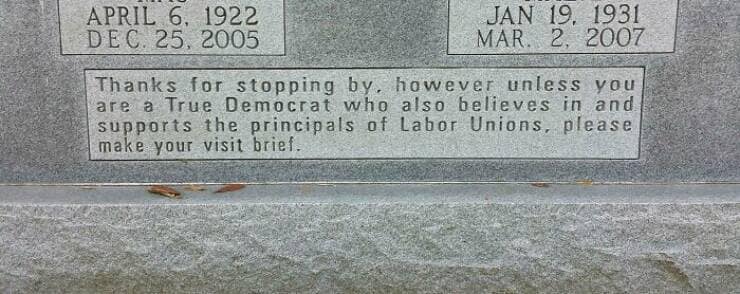 APRIL 6, 1922
DEC. 25, 2005
JAN 19, 1931
MAR. 2, 2007
Thanks for stopping by, however unless you
are a True Democrat who also believes in and
supports the principals of Labor Unions, please
make your visit brief.